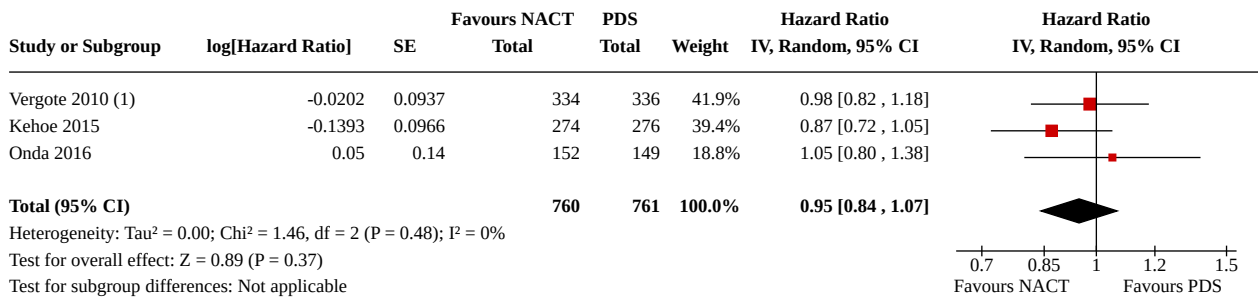 Favours NACT PDS Hazard Ratio Hazard Ratio
Study or Subgroup log[Hazard Ratio] SE Total Total Weight IV, Random, 95% CI IV, Random, 95% CI
Vergote 2010 (1) -0.0202 0.0937 334 336 41.9% 0.98 [0.82 , 1.18]
Kehoe 2015 -0.1393 0.0966 274 276 39.4% 0.87 [0.72 , 1.05]
Onda 2016 0.05 0.14 152 149 18.8% 1.05 [0.80 , 1.38]
Total (95% CI) 760 761 100.0% 0.95 [0.84 , 1.07]
Heterogeneity: Tau² = 0.00; Chi² = 1.46, df = 2 (P = 0.48); I² = 0%
Test for overall effect: Z = 0.89 (P = 0.37)
0.7 0.85 1 1.2 1.5
Test for subgroup differences: Not applicable
Favours NACT Favours PDS